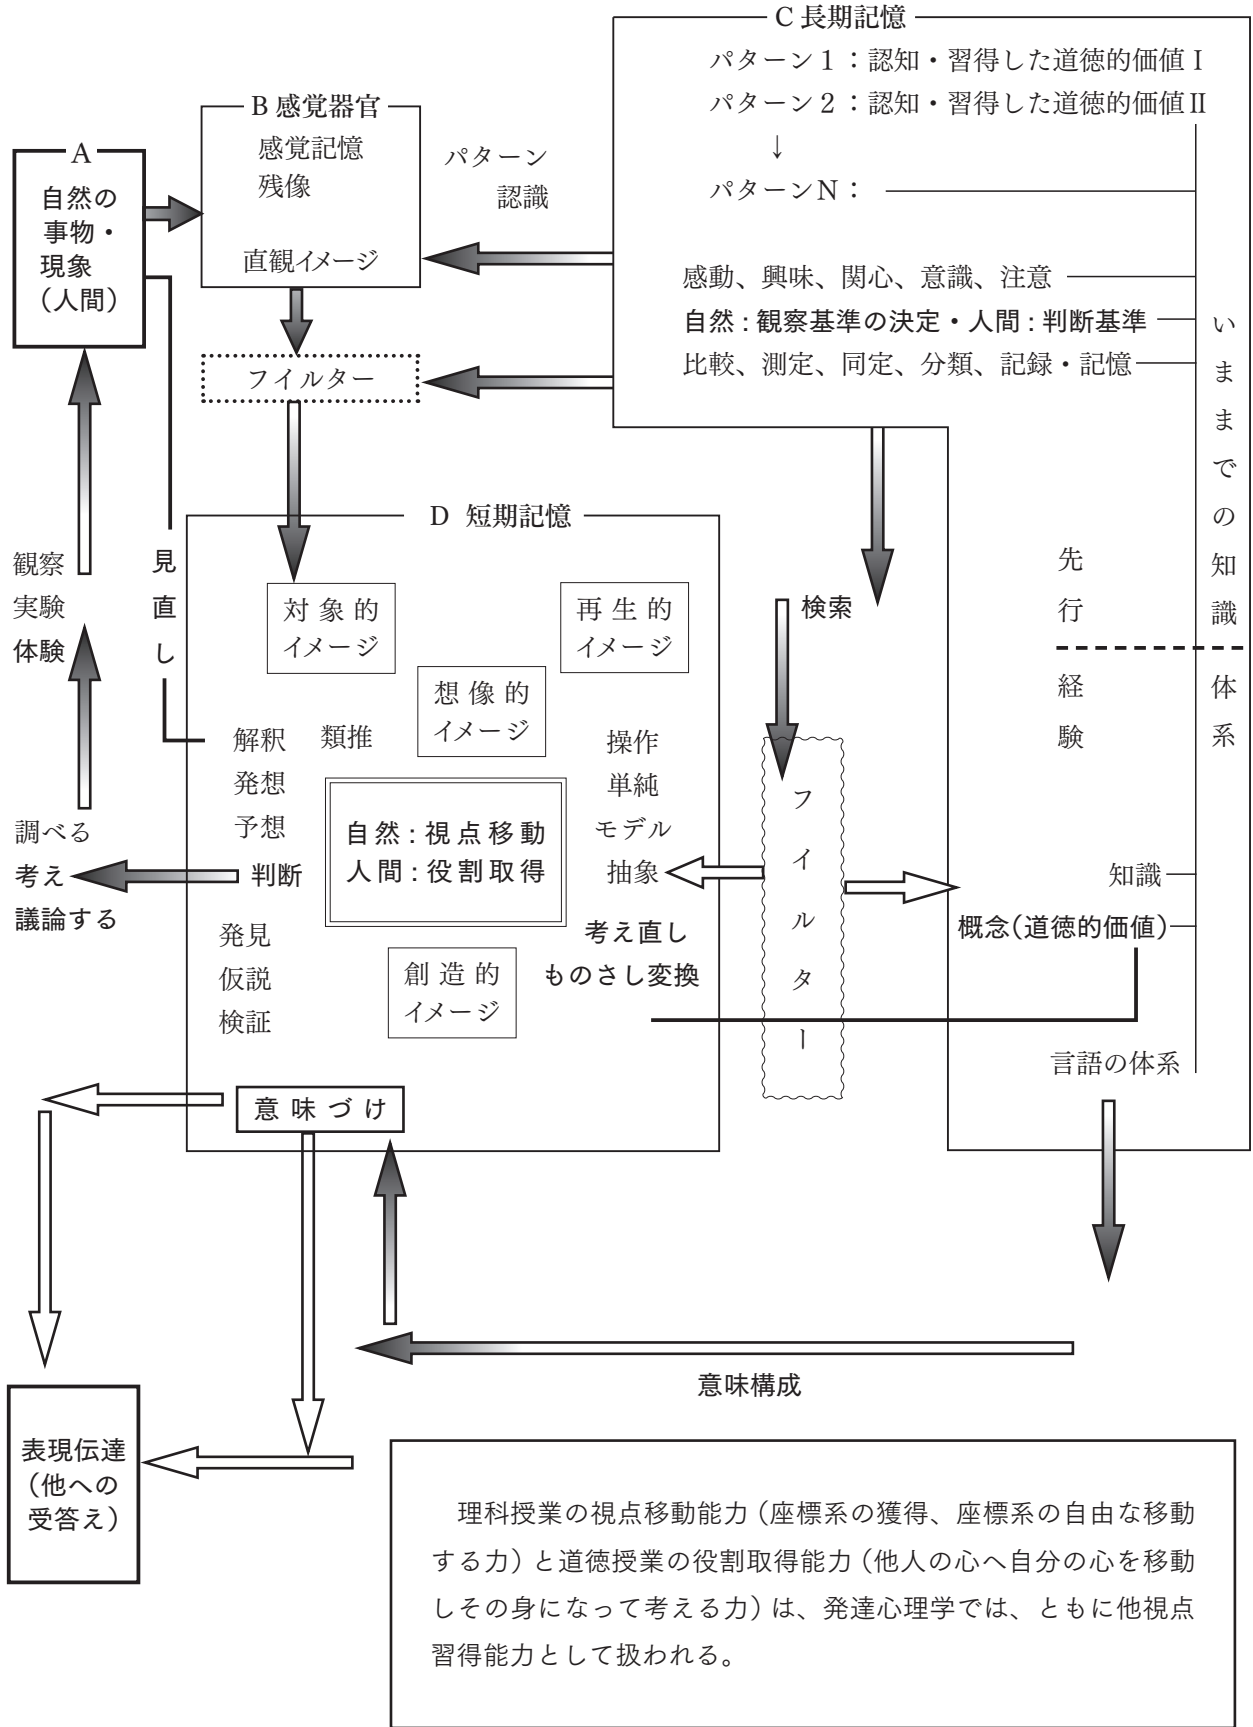 C 長期記憶
パターン1：認知・習得した道徳的価値Ⅰ
パターン2：認知・習得した道徳的価値Ⅱ
↓
パターンN：
感動、興味、関心、意識、注意
自然：観察基準の決定・人間：判断基準
比較、測定、同定、分類、記録・記憶
いままでの知識体系
先行経験
知識
概念（道徳的価値）
言語の体系
B 感覚器官
感覚記憶
残像
直観イメージ
パターン
認識
A
自然の
事物・
現象
（人間）
フイルター
観察
実験
体験
見直し
調べる
考え
議論する
D 短期記憶
対象的
イメージ
再生的
イメージ
想像的
イメージ
解釈
類推
発想
予想
判断
発見
仮説
検証
自然：視点移動
人間：役割取得
操作
単純
モデル
抽象
考え直し
ものさし変換
創造的
イメージ
意味づけ
検索
フイルター
意味構成
表現伝達
（他への
受答え）
理科授業の視点移動能力（座標系の獲得、座標系の自由な移動
する力）と道徳授業の役割取得能力（他人の心へ自分の心を移動
しその身になって考える力）は、発達心理学では、ともに他視点
習得能力として扱われる。